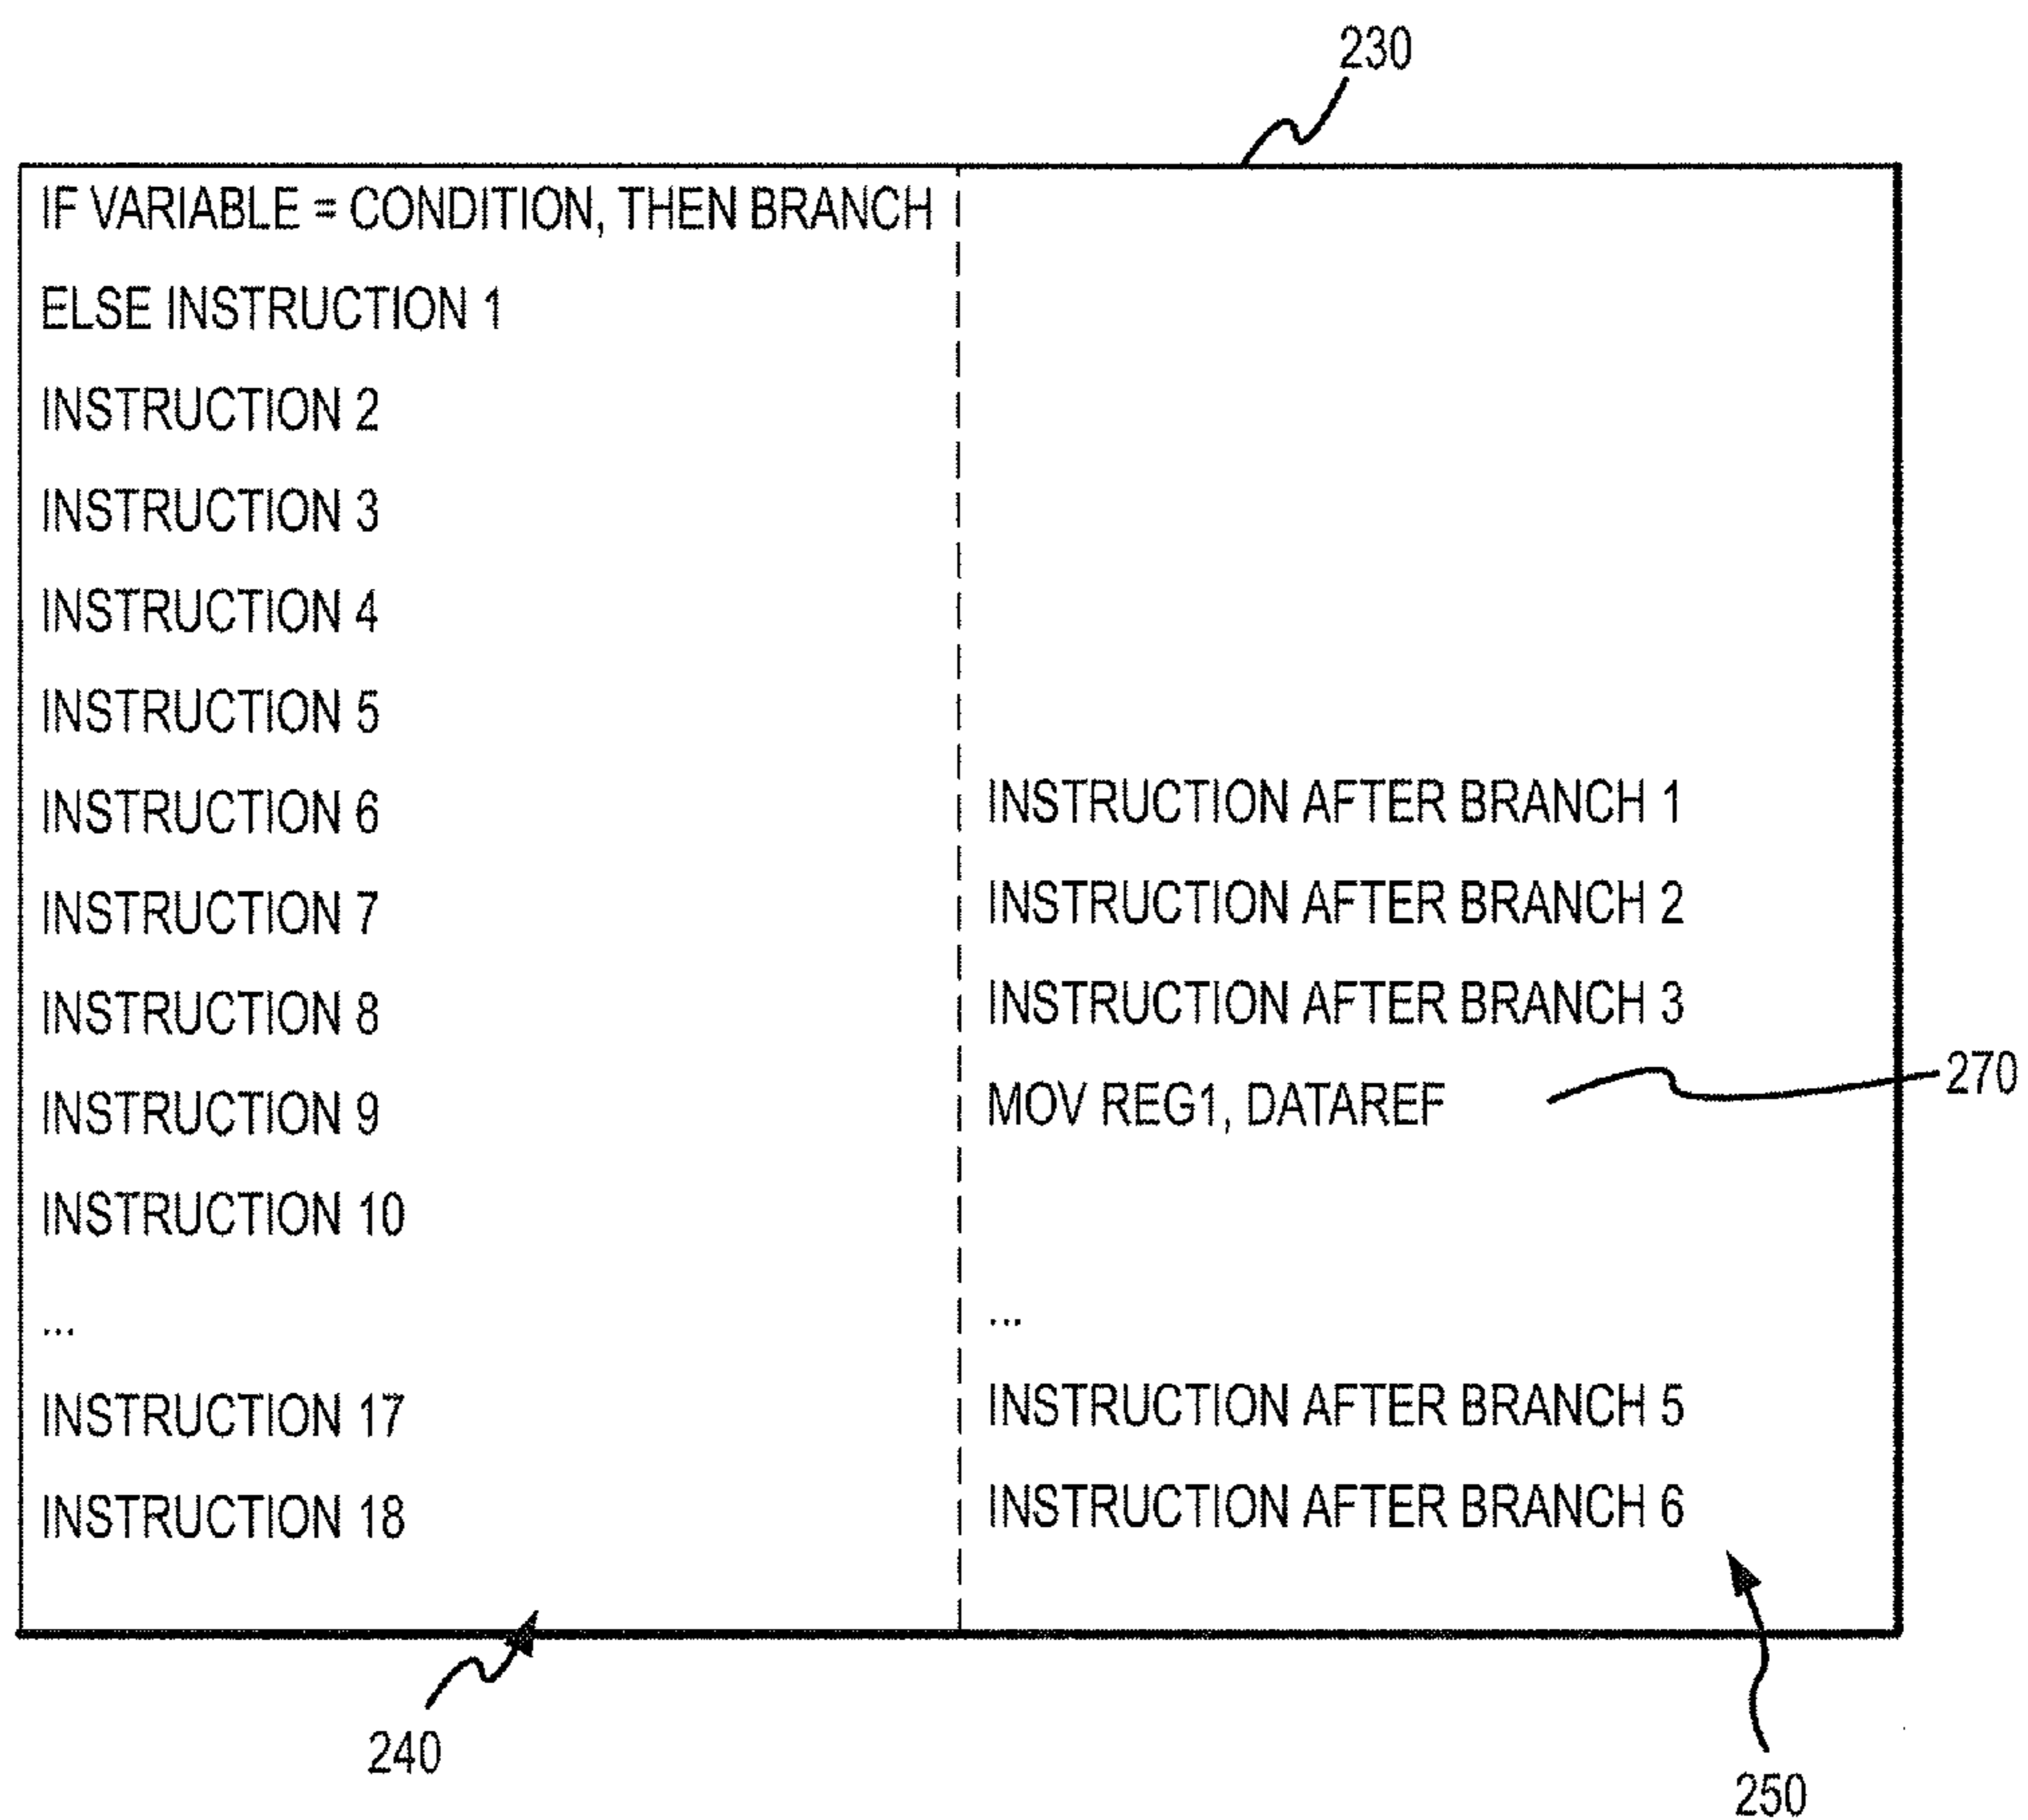 230
IF VARIABLE = CONDITION, THEN BRANCH
ELSE INSTRUCTION 1
INSTRUCTION 2
INSTRUCTION 3
INSTRUCTION 4
INSTRUCTION 5
INSTRUCTION 6
INSTRUCTION 7
INSTRUCTION 8
INSTRUCTION 9
INSTRUCTION 10
...
INSTRUCTION 17
INSTRUCTION 18
INSTRUCTION AFTER BRANCH 1
INSTRUCTION AFTER BRANCH 2
INSTRUCTION AFTER BRANCH 3
MOV REG1, DATAREF
...
INSTRUCTION AFTER BRANCH 5
INSTRUCTION AFTER BRANCH 6
270
240
250